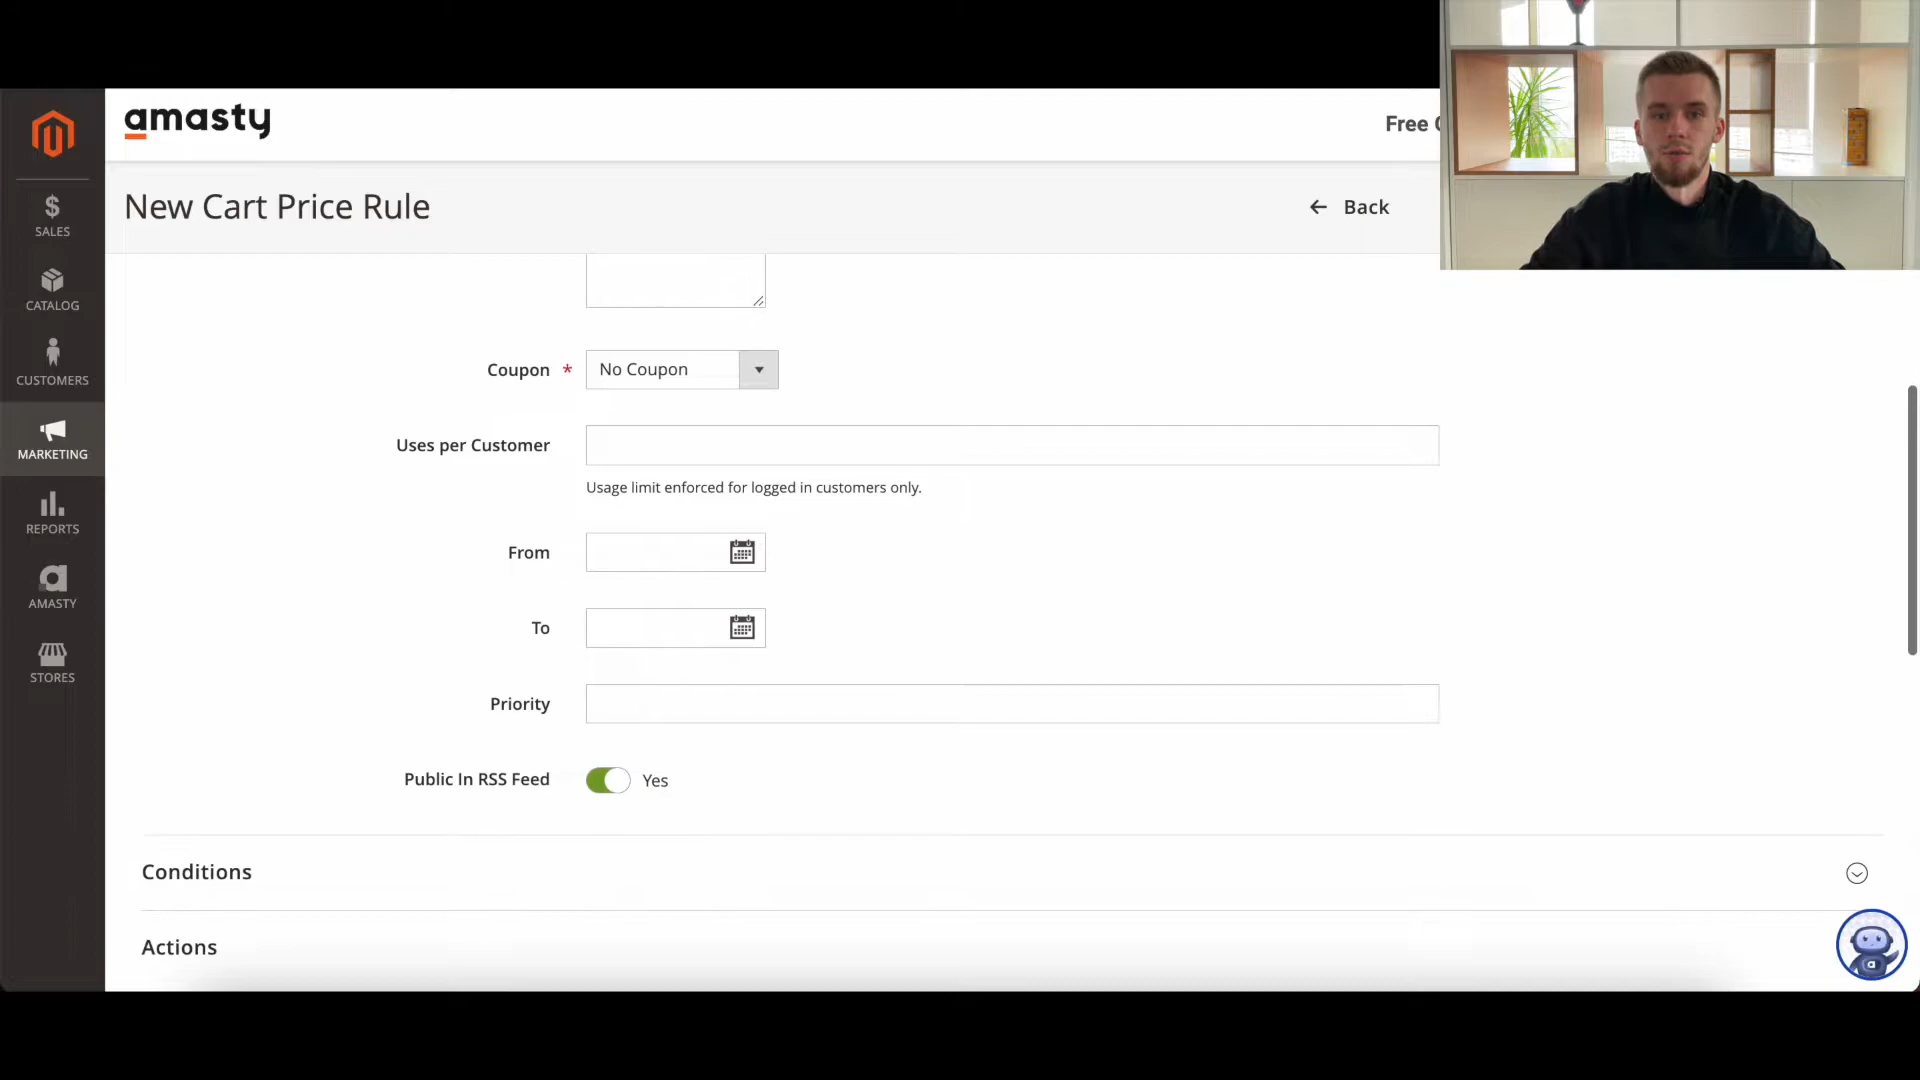 amasty
Free
New Cart Price Rule
Back
SALES
CATALOG
CUSTOMERS
MARKETING
REPORTS
AMASTY
STORES
Coupon *
No Coupon
Uses per Customer
Usage limit enforced for logged in customers only.
From
To
Priority
Public In RSS Feed
Yes
Conditions
Actions